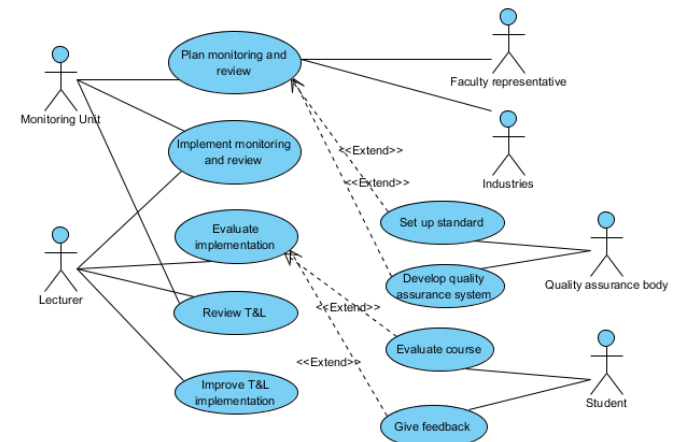 Plan monitoring and
review
Faculty representative
Monitoring Unit
Implement monitoring
and review
<<Extend>>
Industries
<<Extend>>
Set up standard
Evaluate
implementation
Lecturer
Develop quality
assurance system
Quality assurance body
Review T&L
<<Extend>>
Evaluate course
<<Extend>>
Improve T&L
implementation
Student
Give feedback